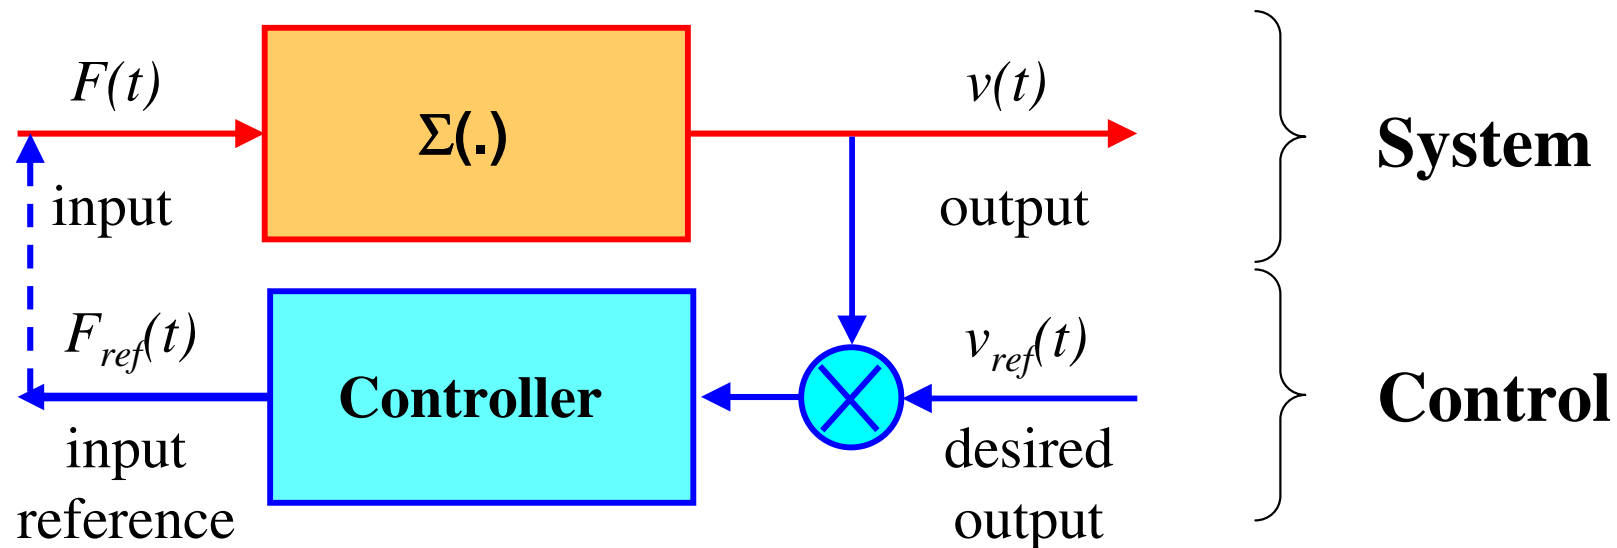 F(t)
Σ(.)
v(t)
System
input
output
F_ref(t)
Controller
v_ref(t)
Control
input
reference
desired
output